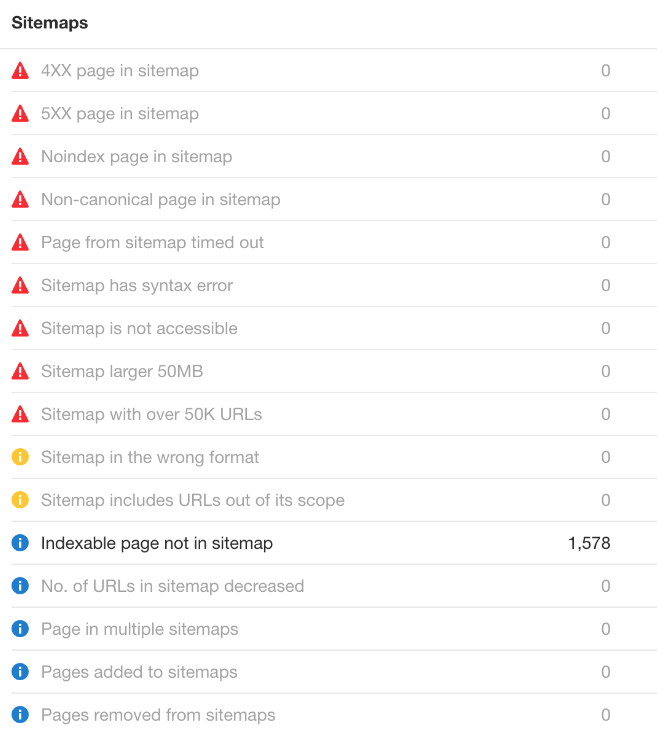 Sitemaps
4XX page in sitemap 0
5XX page in sitemap 0
Noindex page in sitemap 0
Non-canonical page in sitemap 0
Page from sitemap timed out 0
Sitemap has syntax error 0
Sitemap is not accessible 0
Sitemap larger 50MB 0
Sitemap with over 50K URLs 0
Sitemap in the wrong format 0
Sitemap includes URLs out of its scope 0
Indexable page not in sitemap 1,578
No. of URLs in sitemap decreased 0
Page in multiple sitemaps 0
Pages added to sitemaps 0
Pages removed from sitemaps 0